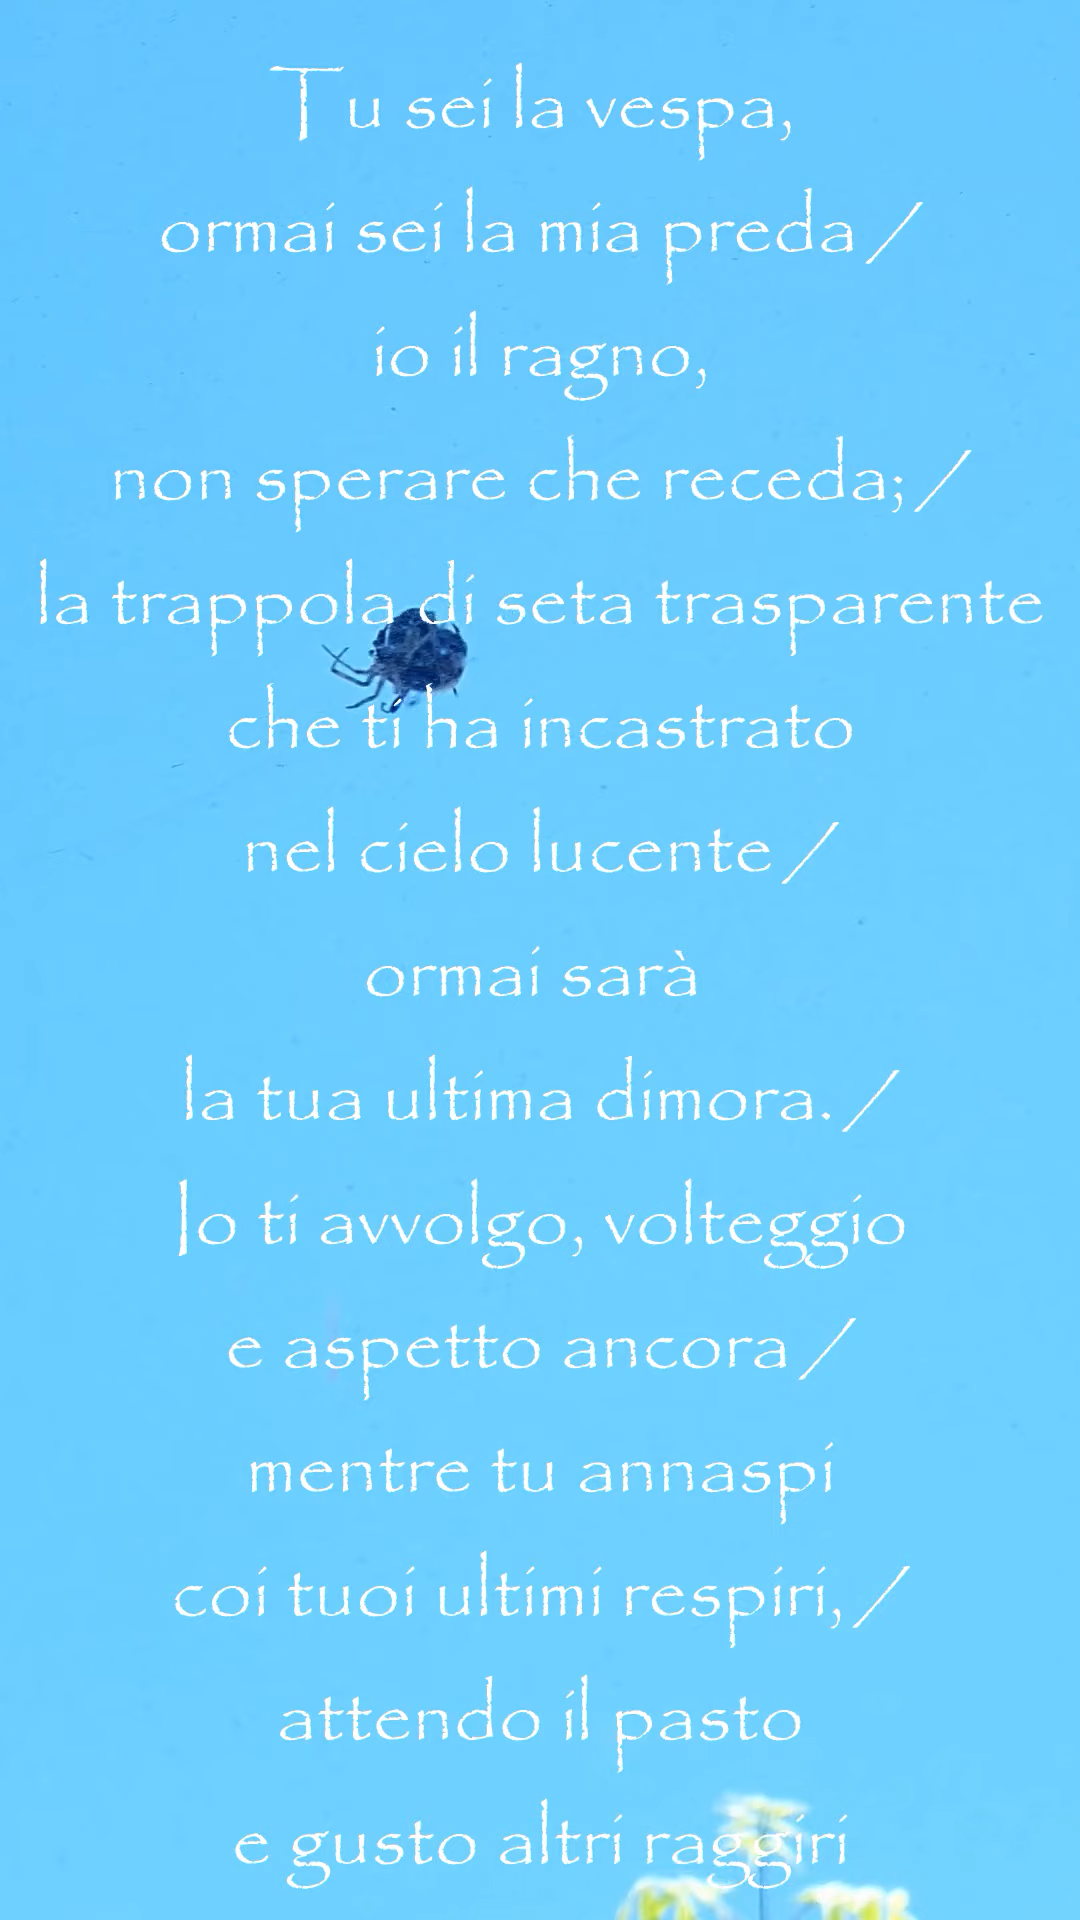 Tu sei la vespa,
ormai sei la mia preda /
io il ragno,
non sperare che receda; /
la trappola di seta trasparente
che ti ha incastrato
nel cielo lucente /
ormai sarà
la tua ultima dimora. /
Io ti avvolgo, volteggio
e aspetto ancora /
mentre tu annaspi
coi tuoi ultimi respiri, /
attendo il pasto
e gusto altri raggiri